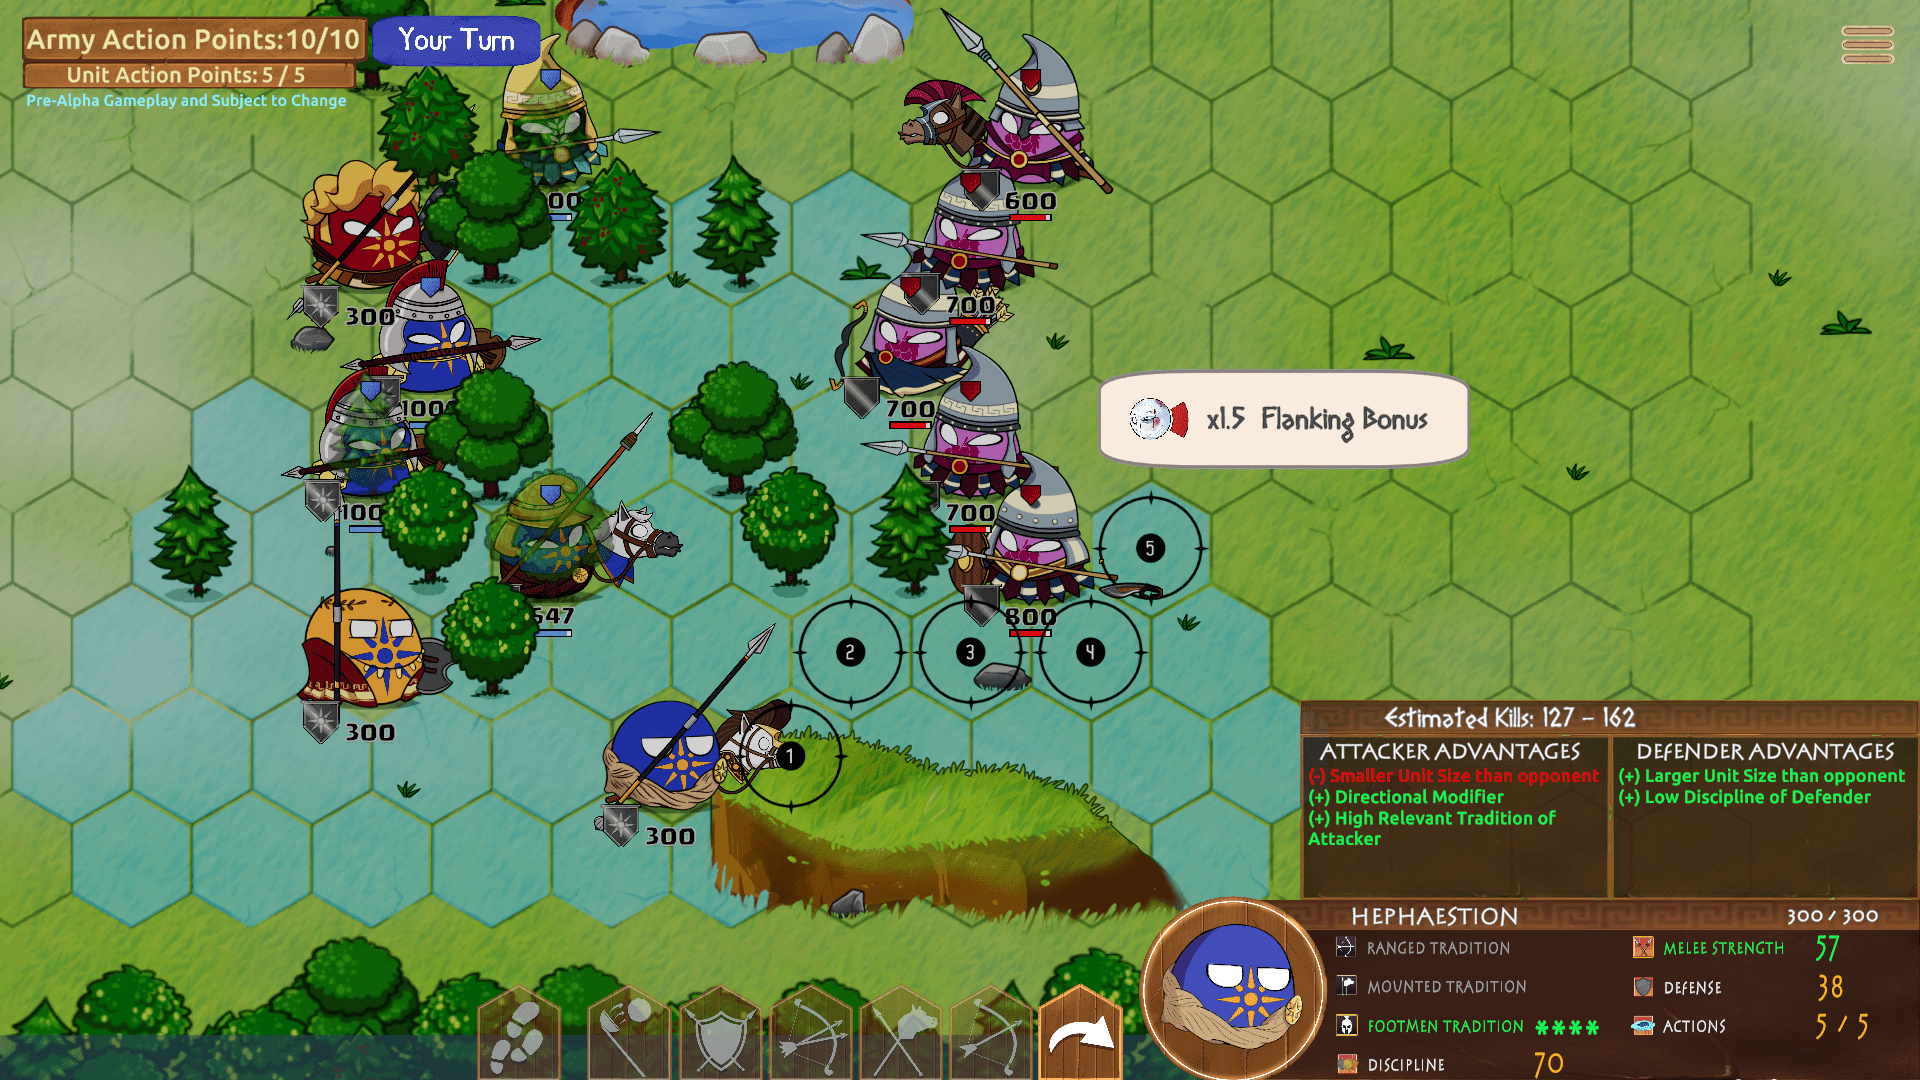 Army Action Points:10/10
Your Turn
Unit Action Points: 5 / 5
Pre-Alpha Gameplay and Subject to Change
600
300
700
100
700
x1.5 Flanking Bonus
100
700
5
547
800
2
3
4
300
1
300
Estimated Kills: 127 - 162
ATTACKER ADVANTAGES
(-) Smaller Unit Size than opponent
(+) Directional Modifier
(+) High Relevant Tradition of
Attacker
DEFENDER ADVANTAGES
(+) Larger Unit Size than opponent
(+) Low Discipline of Defender
HEPHAESTION
300 / 300
RANGED TRADITION
MELEE STRENGTH 57
MOUNTED TRADITION
DEFENSE 38
FOOTMEN TRADITION ****
ACTIONS 5 / 5
DISCIPLINE 70